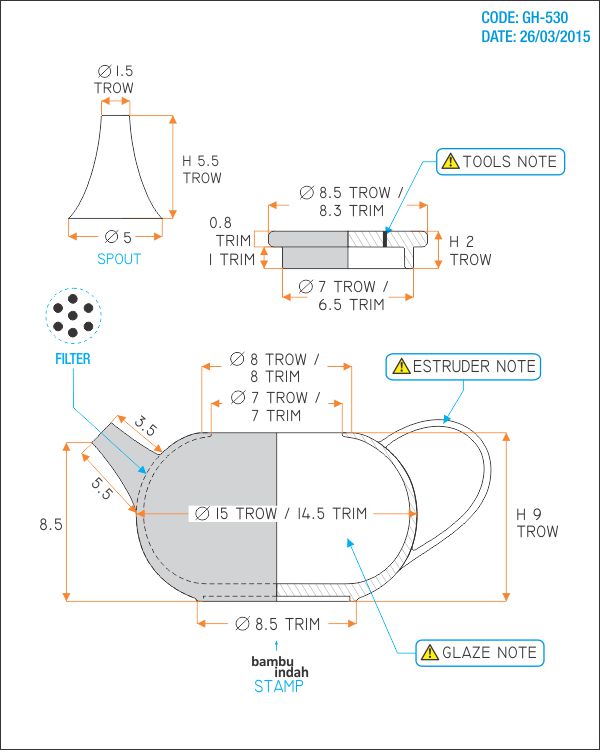 CODE: GH-530
DATE: 26/03/2015
Ø 1.5
TROW
H 5.5
TROW
Ø 5
SPOUT
TOOLS NOTE
Ø 8.5 TROW /
8.3 TRIM
0.8
TRIM
1 TRIM
H 2
TROW
Ø 7 TROW /
6.5 TRIM
FILTER
Ø 8 TROW /
8 TRIM
Ø 7 TROW /
7 TRIM
ESTRUDER NOTE
3.5
5.5
8.5
Ø 15 TROW / 14.5 TRIM
H 9
TROW
Ø 8.5 TRIM
GLAZE NOTE
bambu
indah
STAMP